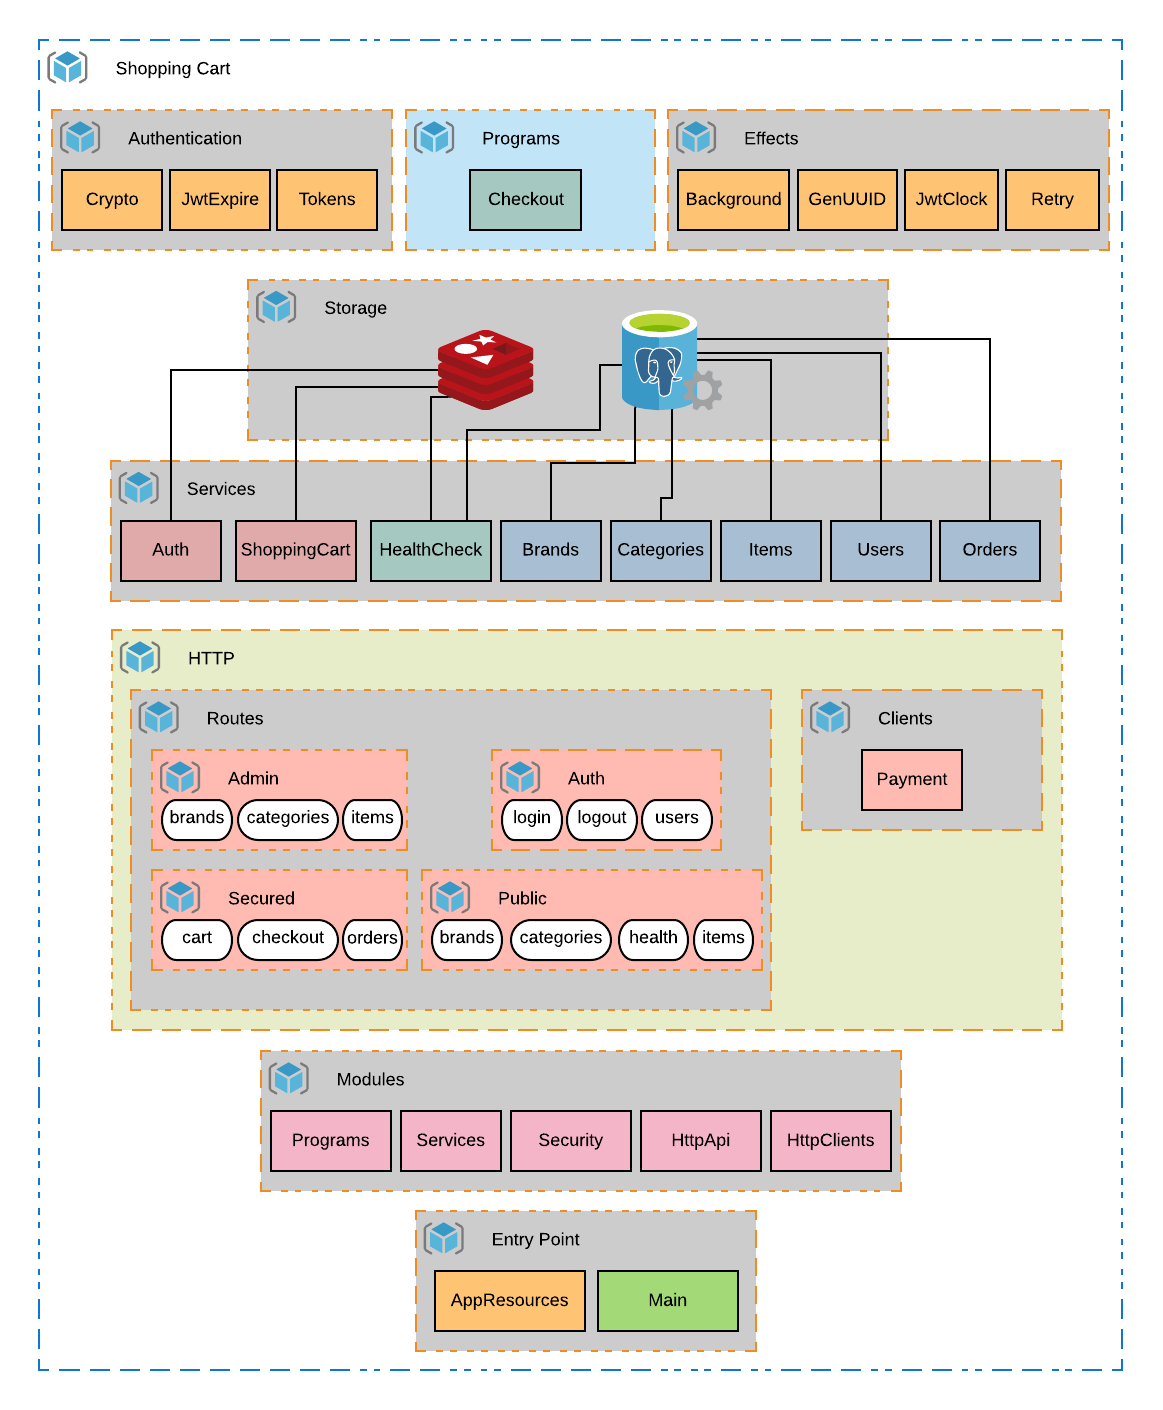 Shopping Cart
Authentication
Crypto
JwtExpire
Tokens
Programs
Checkout
Effects
Background
GenUUID
JwtClock
Retry
Storage
Services
Auth
ShoppingCart
HealthCheck
Brands
Categories
Items
Users
Orders
HTTP
Routes
Admin
brands
categories
items
Auth
login
logout
users
Secured
cart
checkout
orders
Public
brands
categories
health
items
Clients
Payment
Modules
Programs
Services
Security
HttpApi
HttpClients
Entry Point
AppResources
Main